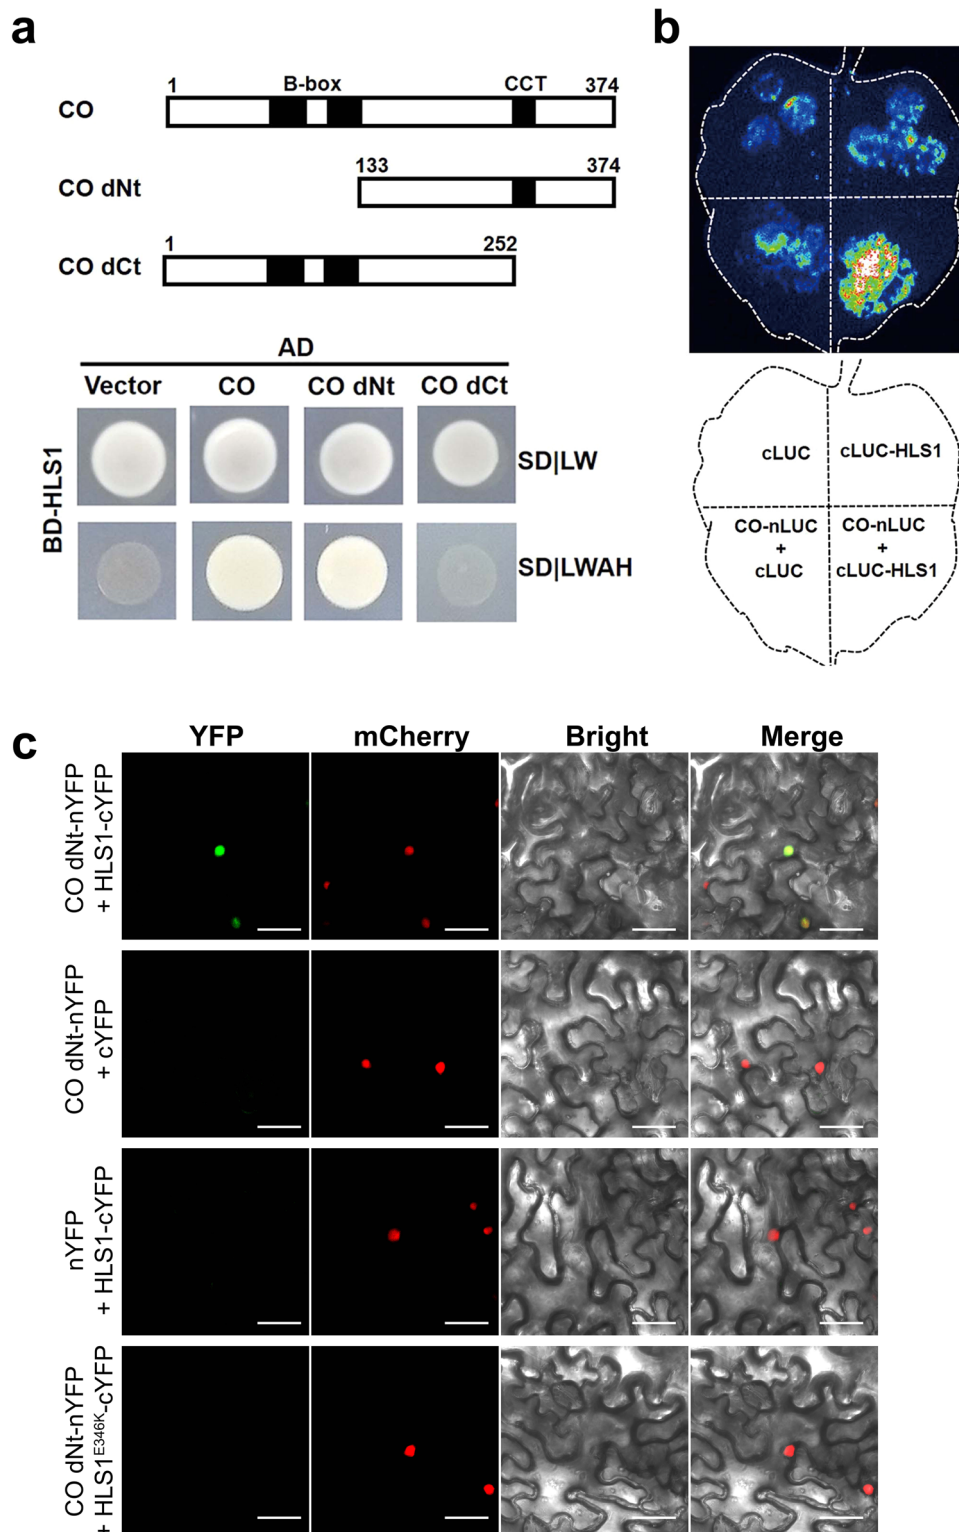 a
1 B-box CCT 374
CO
133 374
CO dNt
1 252
CO dCt
AD
Vector CO CO dNt CO dCt
BD-HLS1
SD|LW
SD|LWAH
b
cLUC cLUC-HLS1
CO-nLUC CO-nLUC
+ +
cLUC cLUC-HLS1
c
YFP mCherry Bright Merge
CO dNt-nYFP
+ HLS1-cYFP
CO dNt-nYFP
+ cYFP
nYFP
+ HLS1-cYFP
CO dNt-nYFP
+ HLS1E346K-cYFP